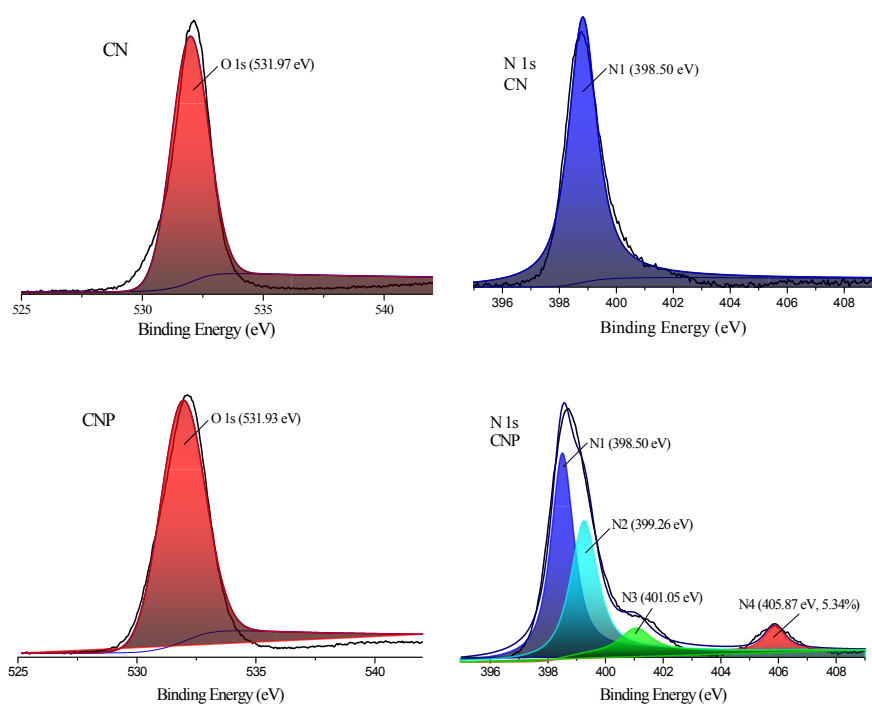 CN
O 1s (531.97 eV)
525 530 535 540
Binding Energy (eV)
N 1s
CN
N1 (398.50 eV)
396 398 400 402 404 406 408
Binding Energy (eV)
CNP
O 1s (531.93 eV)
525 530 535 540
Binding Energy (eV)
N 1s
CNP
N1 (398.50 eV)
N2 (399.26 eV)
N3 (401.05 eV)
N4 (405.87 eV, 5.34%)
396 398 400 402 404 406 408
Binding Energy (eV)